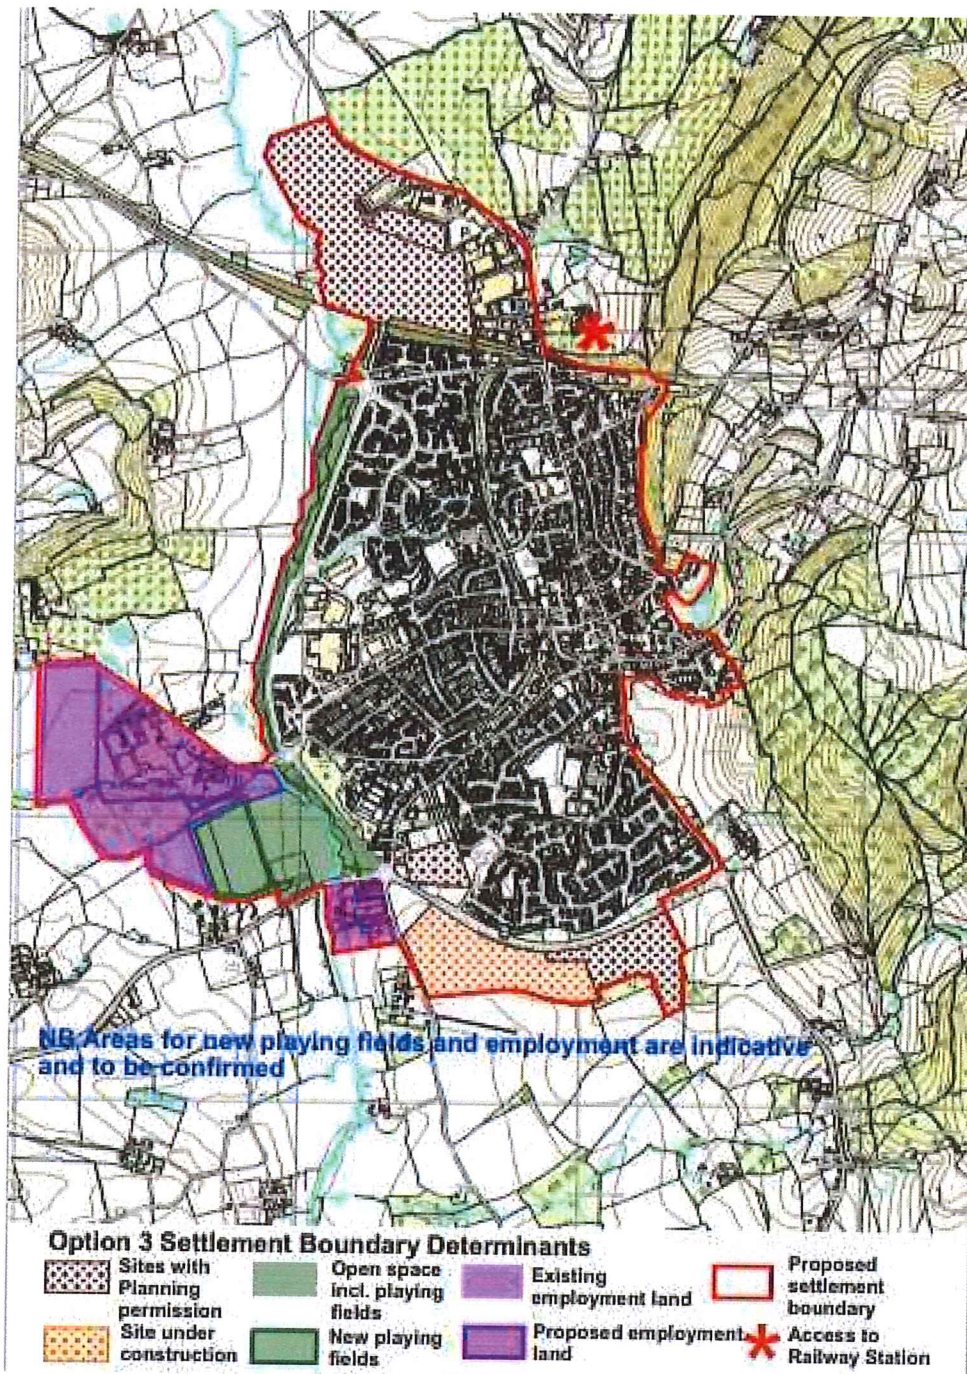 NB:Areas for new playing fields and employment are indicative
and to be confirmed
Option 3 Settlement Boundary Determinants
Sites with
Planning
permission
Site under
construction
Open space
incl. playing
fields
New playing
fields
Existing
employment land
Proposed employment
land
Proposed
settlement
boundary
Access to
Railway Station